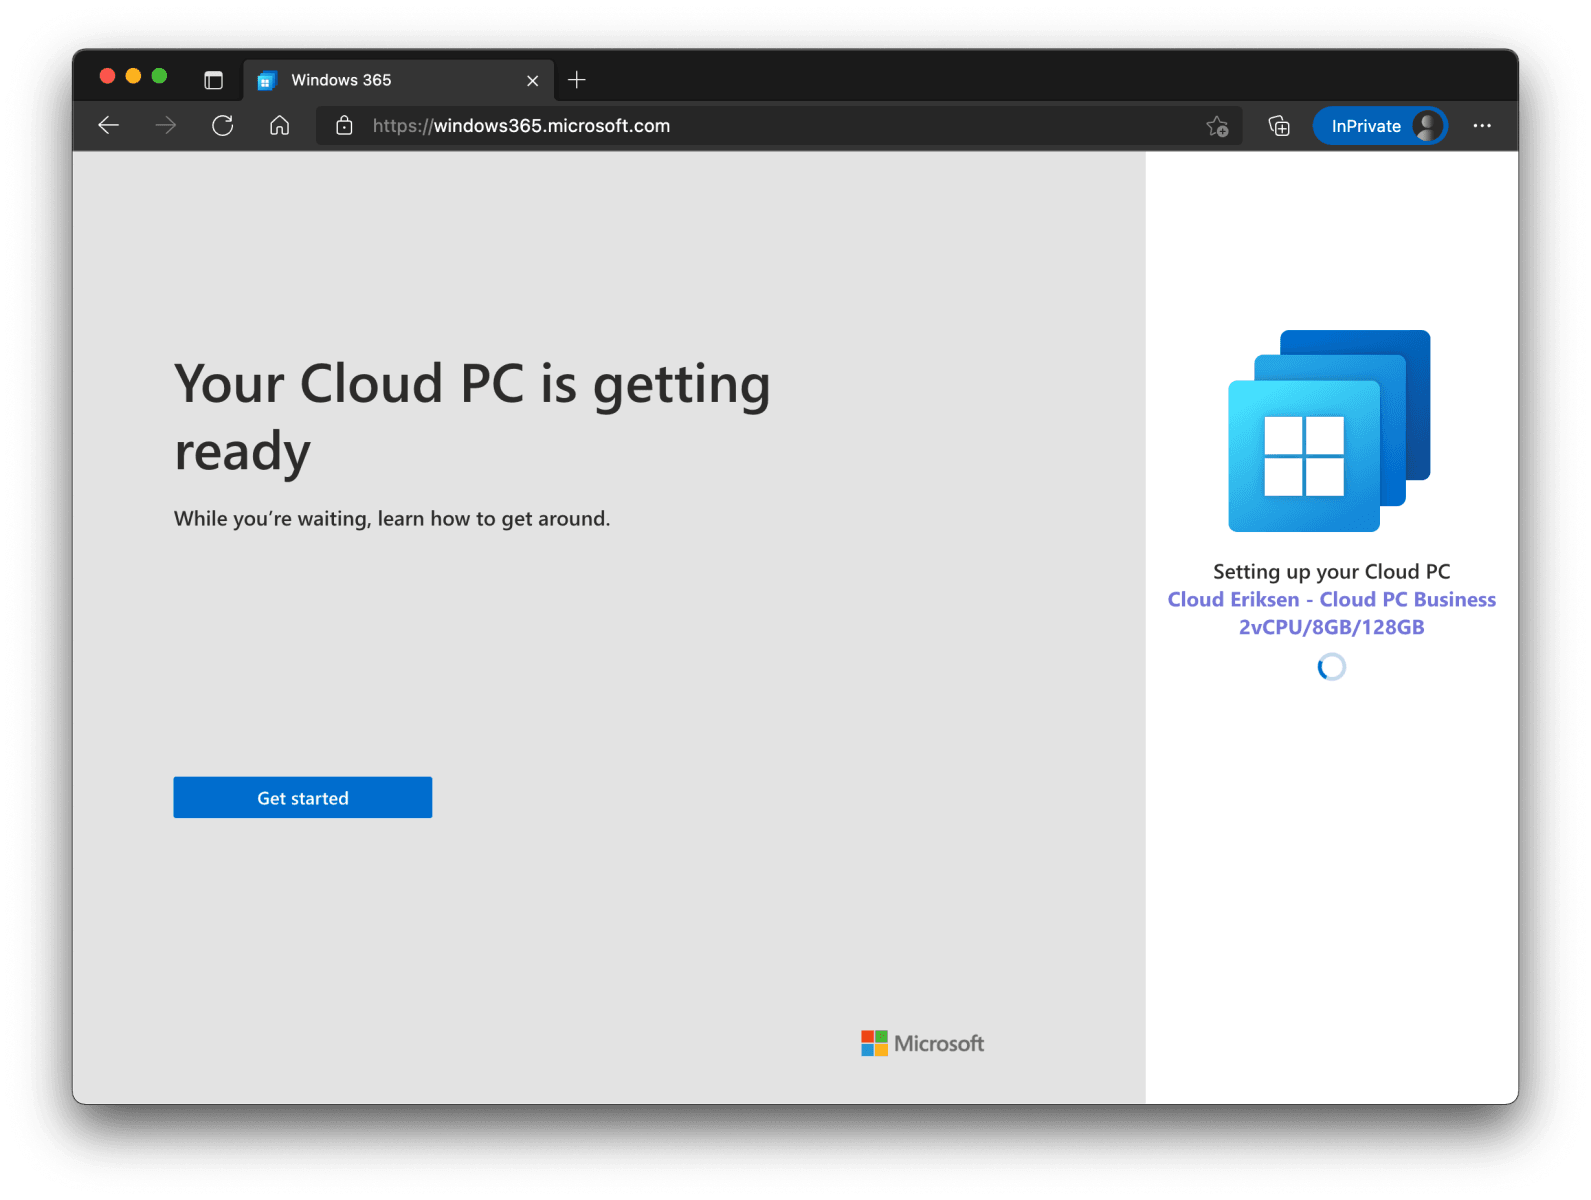 Windows 365
https://windows365.microsoft.com
InPrivate
Your Cloud PC is getting
ready
While you’re waiting, learn how to get around.
Get started
Microsoft
Setting up your Cloud PC
Cloud Eriksen - Cloud PC Business
2vCPU/8GB/128GB